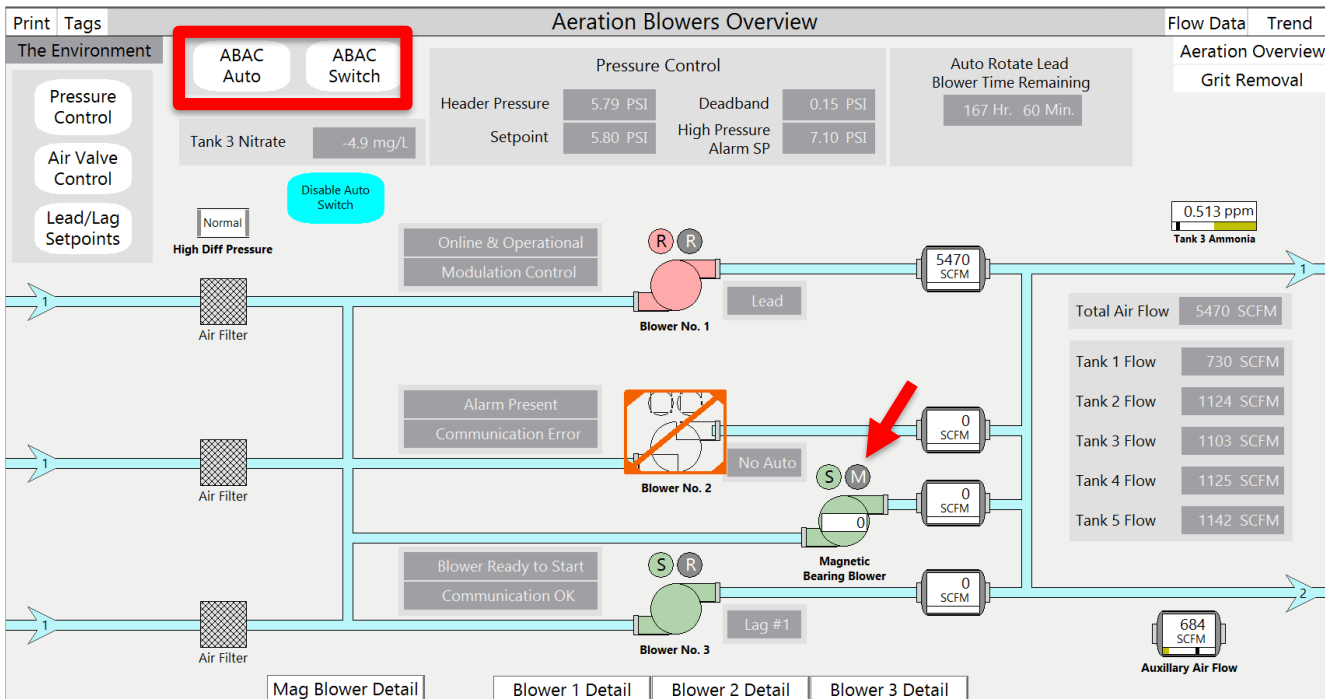 Print Tags
Aeration Blowers Overview
Flow Data Trend
The Environment
Aeration Overview
Grit Removal
ABAC
Auto
ABAC
Switch
Pressure
Control
Air Valve
Control
Lead/Lag
Setpoints
Tank 3 Nitrate -4.9 mg/L
Disable Auto
Switch
Pressure Control
Header Pressure 5.79 PSI Deadband 0.15 PSI
Setpoint 5.80 PSI High Pressure
Alarm SP 7.10 PSI
Auto Rotate Lead
Blower Time Remaining
167 Hr. 60 Min.
Normal
High Diff Pressure
0.513 ppm
Tank 3 Ammonia
Online & Operational
Modulation Control
R R
Lead
Blower No. 1
5470
SCFM
1
1
Air Filter
Total Air Flow 5470 SCFM
Tank 1 Flow 730 SCFM
Tank 2 Flow 1124 SCFM
Tank 3 Flow 1103 SCFM
Tank 4 Flow 1125 SCFM
Tank 5 Flow 1142 SCFM
Alarm Present
Communication Error
No Auto
Blower No. 2
0
SCFM
1
Air Filter
S M
0
Magnetic
Bearing Blower
0
SCFM
Blower Ready to Start
Communication OK
S R
Lag #1
Blower No. 3
0
SCFM
2
1
Air Filter
684
SCFM
Auxillary Air Flow
Mag Blower Detail
Blower 1 Detail
Blower 2 Detail
Blower 3 Detail